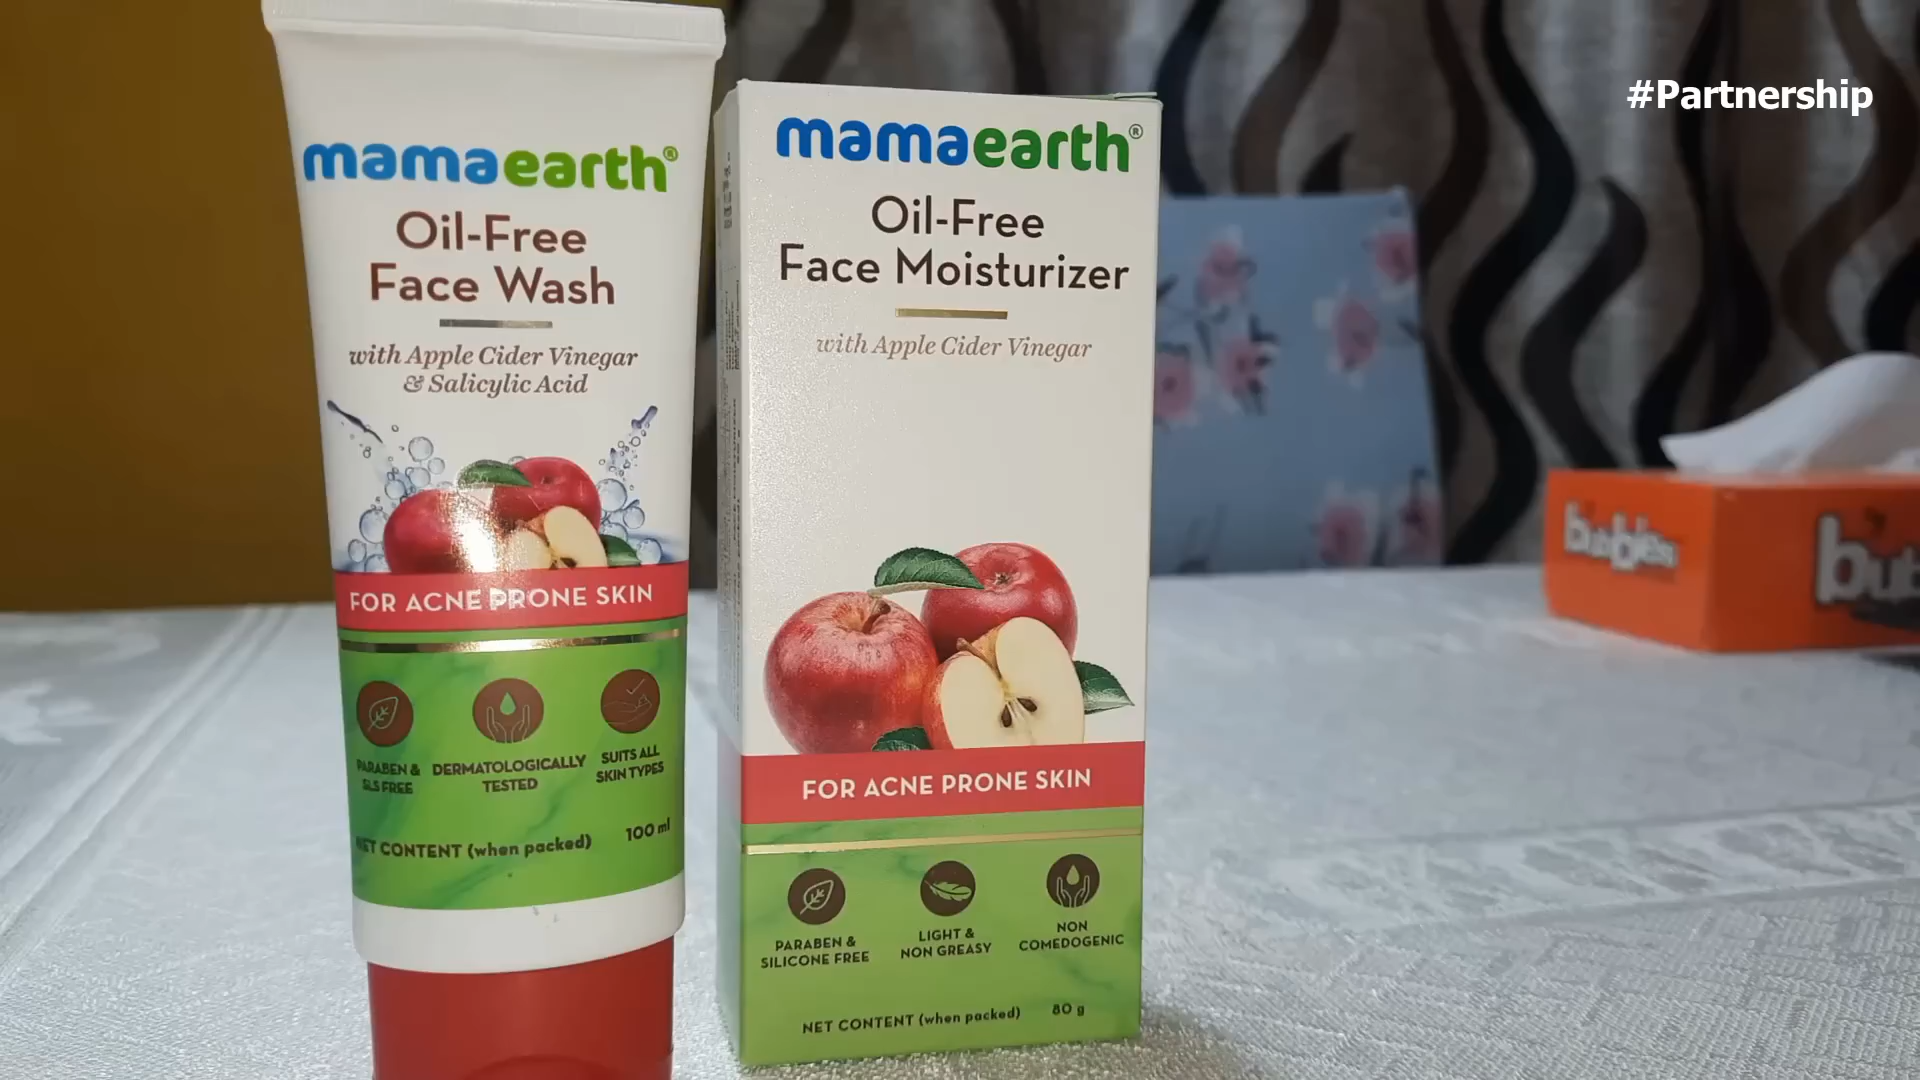 #Partnership
mamaearth®
Oil-Free
Face Wash
with Apple Cider Vinegar
& Salicylic Acid
FOR ACNE PRONE SKIN
PARABEN &
SLS FREE
DERMATOLOGICALLY
TESTED
SUITS ALL
SKIN TYPES
NET CONTENT (when packed) 100 ml
mamaearth®
Oil-Free
Face Moisturizer
with Apple Cider Vinegar
FOR ACNE PRONE SKIN
PARABEN &
SILICONE FREE
LIGHT &
NON GREASY
NON
COMEDOGENIC
NET CONTENT (when packed) 80 g
bubbles
bub